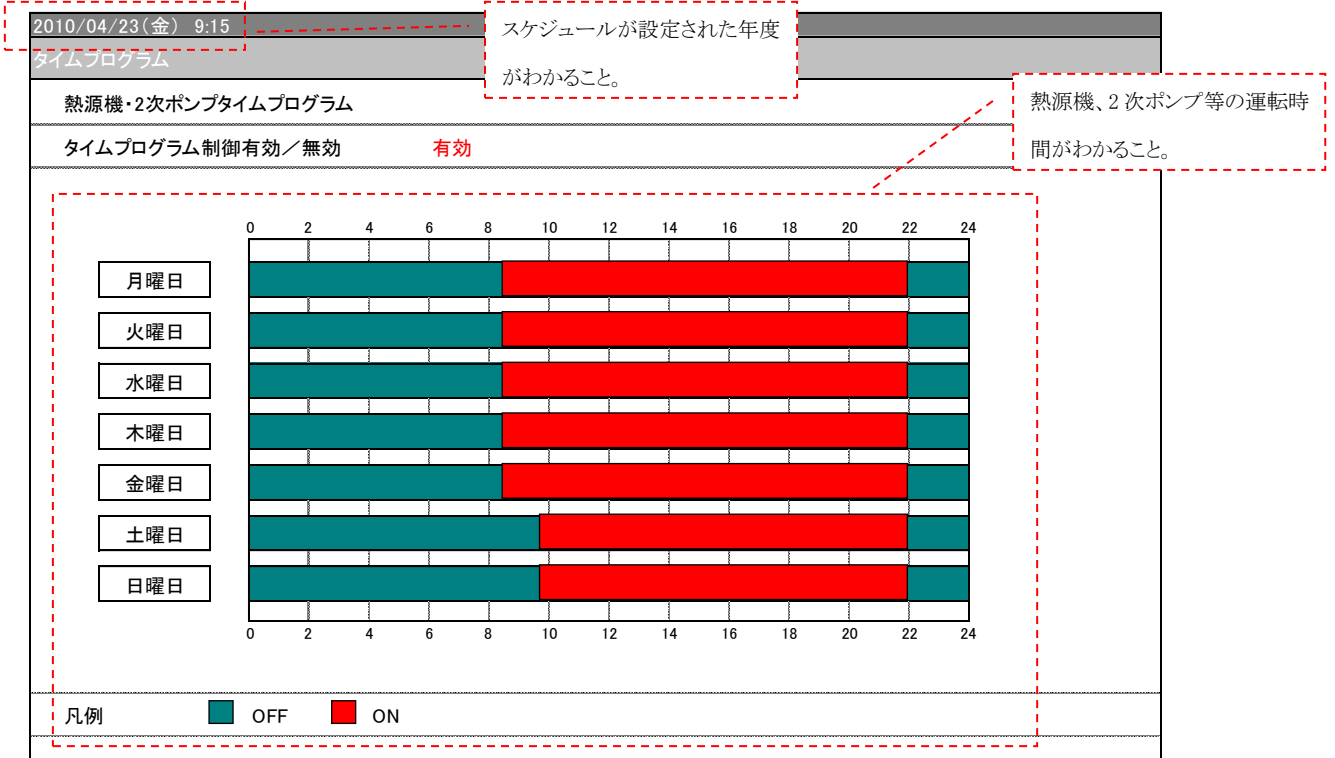 2010/04/23(金) 9:15
スケジュールが設定された年度
がわかること。
タイムプログラム
熱源機・2次ポンプタイムプログラム
熱源機、2 次ポンプ等の運転時
間がわかること。
タイムプログラム制御有効／無効 有効
0 2 4 6 8 10 12 14 16 18 20 22 24
月曜日
火曜日
水曜日
木曜日
金曜日
土曜日
日曜日
0 2 4 6 8 10 12 14 16 18 20 22 24
凡例 OFF ON